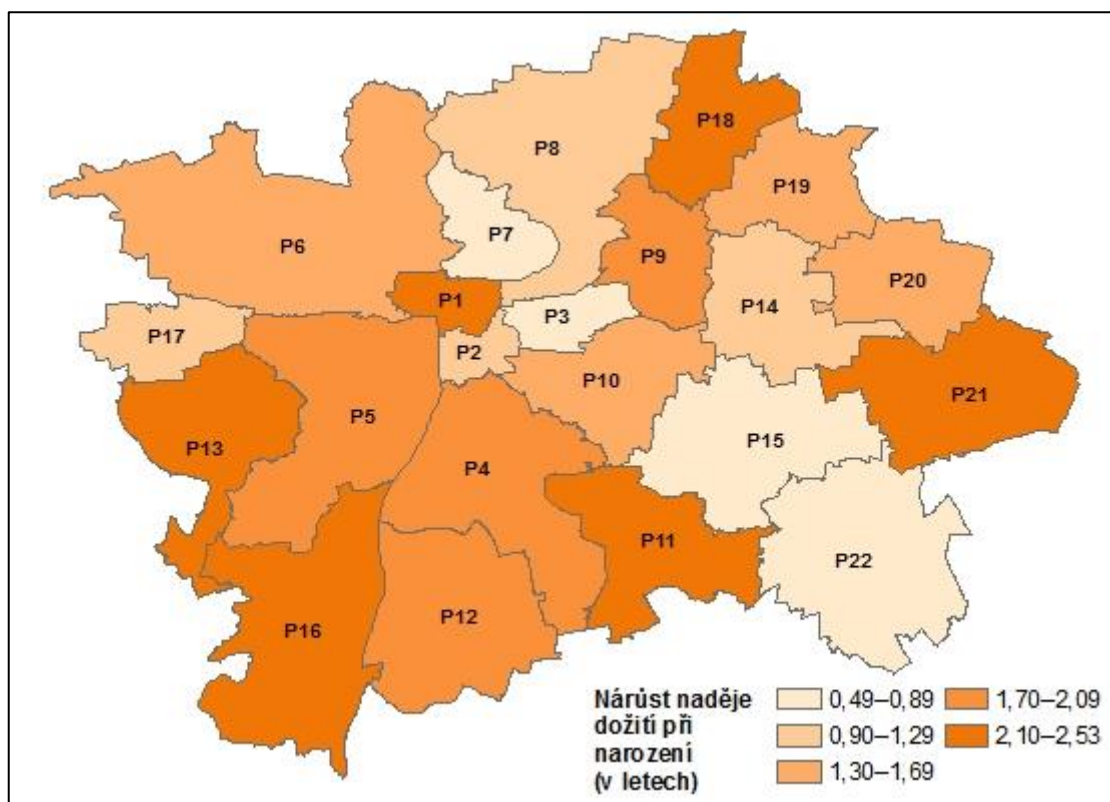 P18
P8
P19
P7
P6
P9
P20
P1
P14
P3
P17
P2
P10
P21
P5
P15
P13
P4
P11
P22
P12
P16
Nárůst naděje
dožití při
narození
(v letech)
0,49–0,89
0,90–1,29
1,30–1,69
1,70–2,09
2,10–2,53